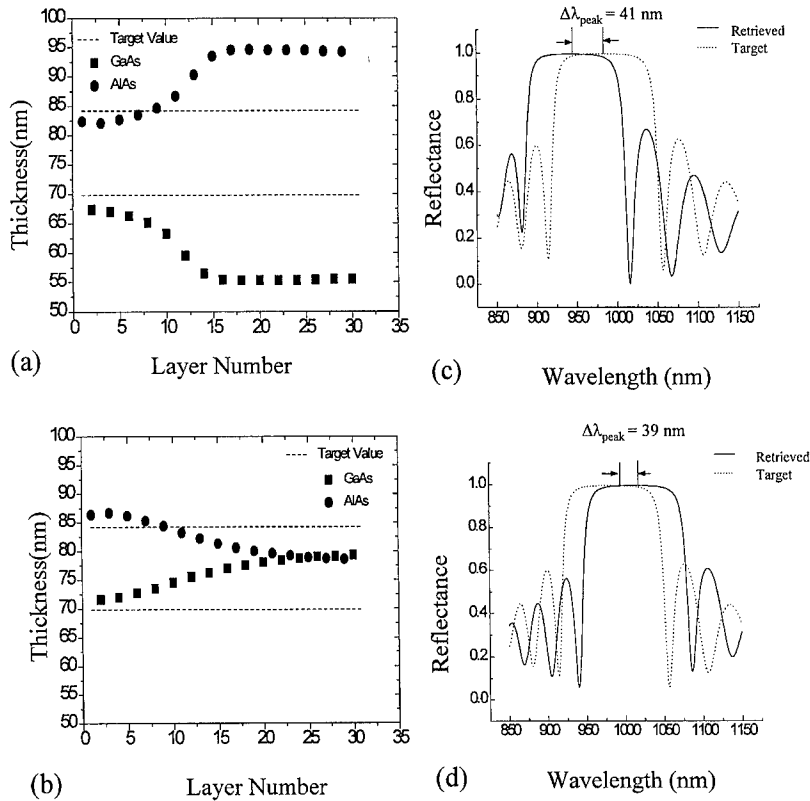 100
95
90
85
80
75
70
65
60
55
50
Thickness(nm)
Target Value
GaAs
AlAs
0 5 10 15 20 25 30 35
(a)
Layer Number
Δλpeak = 41 nm
Retrieved
Target
1.0
0.8
0.6
0.4
0.2
0.0
Reflectance
850 900 950 1000 1050 1100 1150
(c)
Wavelength (nm)
100
95
90
85
80
75
70
65
60
55
50
Thickness(nm)
Target Value
GaAs
AlAs
0 5 10 15 20 25 30 35
(b)
Layer Number
Δλpeak = 39 nm
Retrieved
Target
1.0
0.8
0.6
0.4
0.2
0.0
Reflectance
850 900 950 1000 1050 1100 1150
(d)
Wavelength (nm)